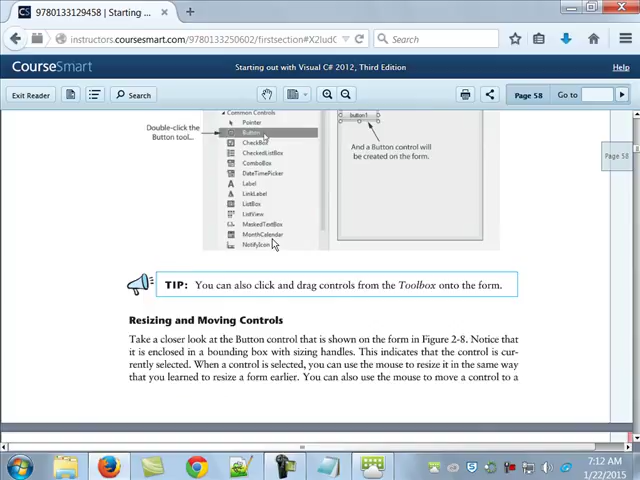 9780133129458 | Starting ...
instructors.coursesmart.com/9780133250602/firstsection#X2ludG
Search
CourseSmart
Starting out with Visual C# 2012, Third Edition
Help
Exit Reader
Search
Page 58
Go to
Common Controls
Pointer
Button
CheckBox
CheckedListBox
ComboBox
DateTimePicker
Label
LinkLabel
ListBox
ListView
MaskedTextBox
MonthCalendar
NotifyIcon
Double-click the
Button tool...
button1
And a Button control will
be created on the form.
Page 58
TIP: You can also click and drag controls from the Toolbox onto the form.
Resizing and Moving Controls
Take a closer look at the Button control that is shown on the form in Figure 2-8. Notice that
it is enclosed in a bounding box with sizing handles. This indicates that the control is cur-
rently selected. When a control is selected, you can use the mouse to resize it in the same way
that you learned to resize a form earlier. You can also use the mouse to move a control to a
7:12 AM
1/22/2015